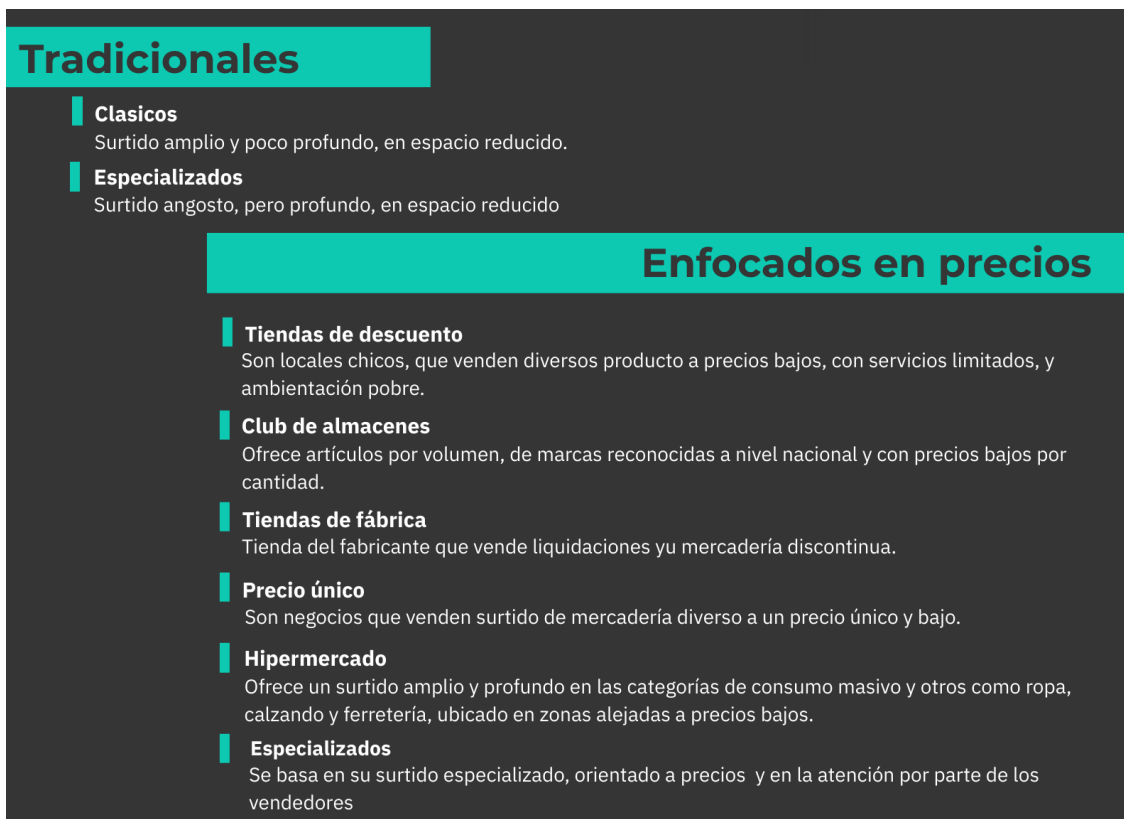 Tradicionales
Clasicos
Surtido amplio y poco profundo, en espacio reducido.
Especializados
Surtido angosto, pero profundo, en espacio reducido
Enfocados en precios
Tiendas de descuento
Son locales chicos, que venden diversos producto a precios bajos, con servicios limitados, y
ambientación pobre.
Club de almacenes
Ofrece artículos por volumen, de marcas reconocidas a nivel nacional y con precios bajos por
cantidad.
Tiendas de fábrica
Tienda del fabricante que vende liquidaciones yu mercadería discontinua.
Precio único
Son negocios que venden surtido de mercadería diverso a un precio único y bajo.
Hipermercado
Ofrece un surtido amplio y profundo en las categorías de consumo masivo y otros como ropa,
calzando y ferretería, ubicado en zonas alejadas a precios bajos.
Especializados
Se basa en su surtido especializado, orientado a precios y en la atención por parte de los
vendedores